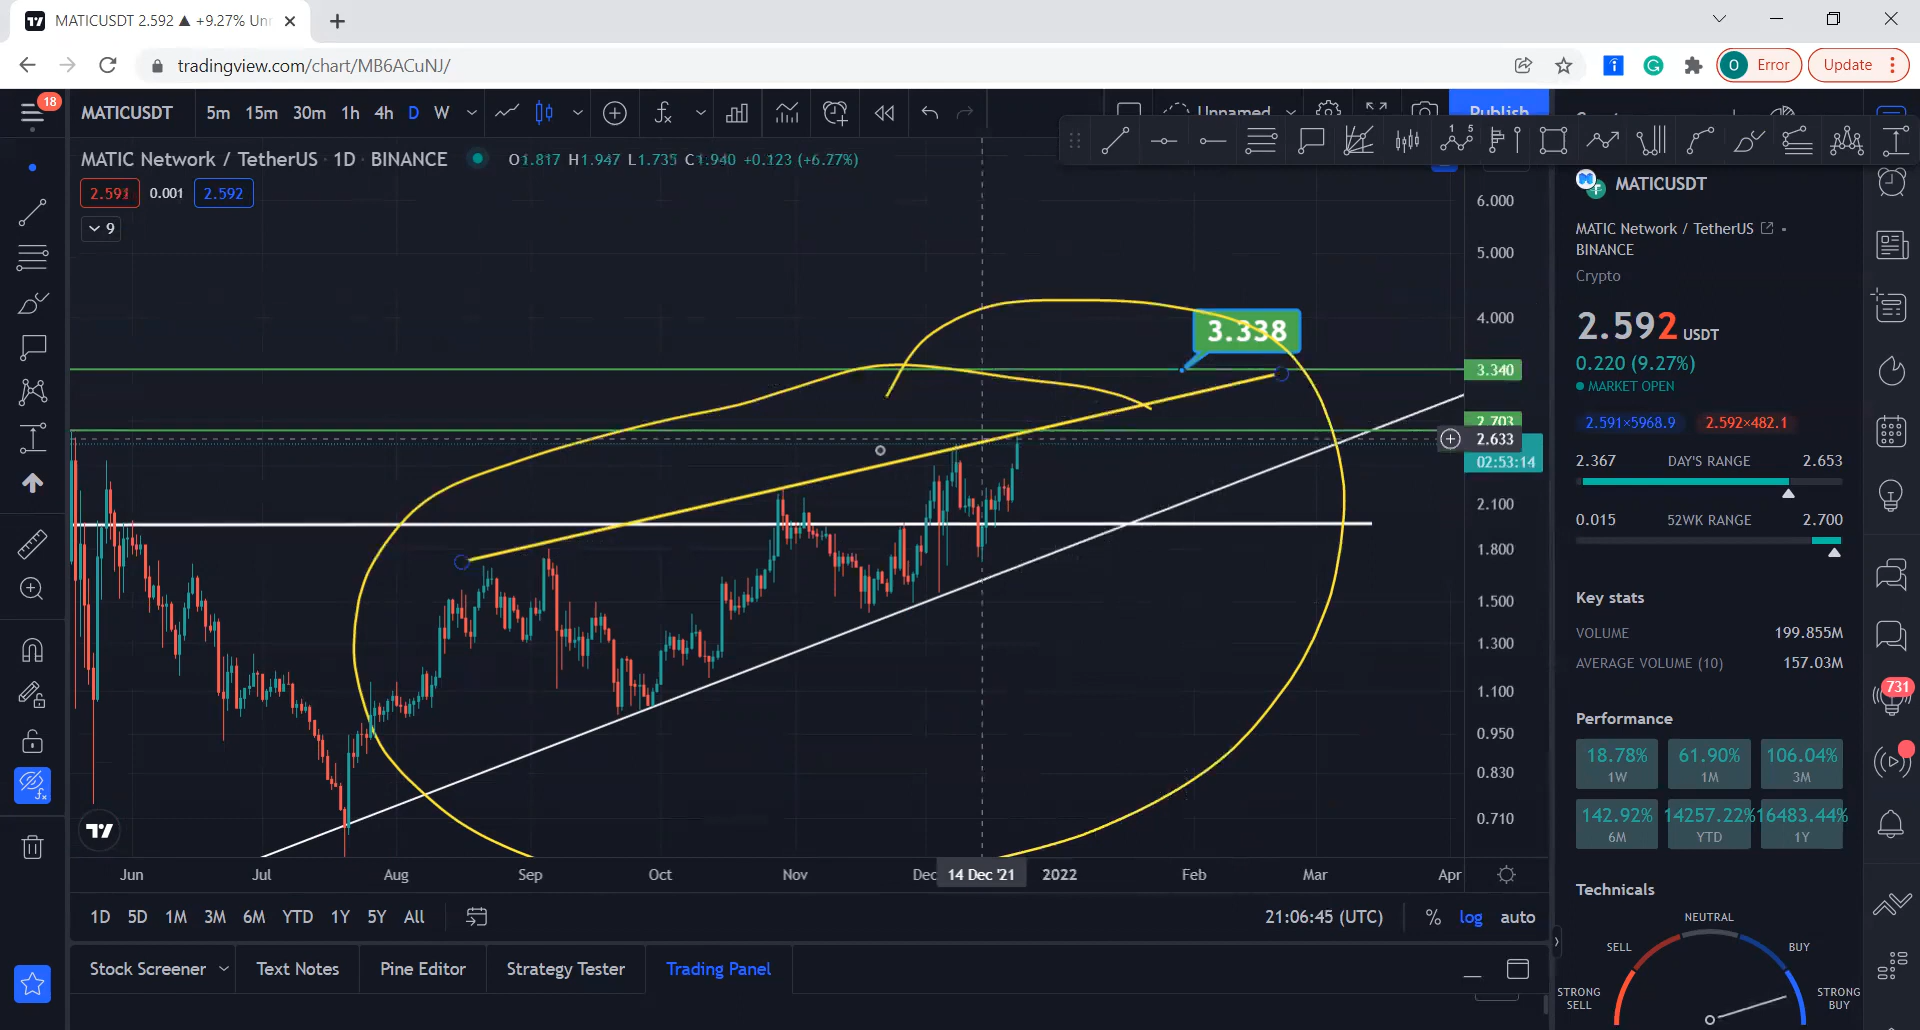 MATICUSDT 2.592 ▲ +9.27% Unn
tradingview.com/chart/MB6ACuNJ/
O Error
Update
18
MATICUSDT 5m 15m 30m 1h 4h D W
Unnamed
Publish
MATIC Network / TetherUS · 1D · BINANCE O1.817 H1.947 L1.735 C1.940 +0.123 (+6.77%)
2.591 0.001 2.592
9
3.338
6.000
5.000
4.000
3.340
2.703
2.633
02:53:14
2.100
1.800
1.500
1.300
1.100
0.950
0.830
0.710
Jun Jul Aug Sep Oct Nov Dec 14 Dec '21 2022 Feb Mar Apr
1D 5D 1M 3M 6M YTD 1Y 5Y All
21:06:45 (UTC) % log auto
Stock Screener Text Notes Pine Editor Strategy Tester Trading Panel
MATICUSDT
MATIC Network / TetherUS
BINANCE
Crypto
2.592 USDT
0.220 (9.27%)
MARKET OPEN
2.591×5968.9 2.592×482.1
2.367 DAY'S RANGE 2.653
0.015 52WK RANGE 2.700
Key stats
VOLUME 199.855M
AVERAGE VOLUME (10) 157.03M
Performance
18.78% 61.90% 106.04%
1W 1M 3M
142.92% 14257.22% 16483.44%
6M YTD 1Y
Technicals
NEUTRAL
SELL BUY
STRONG SELL STRONG BUY
731